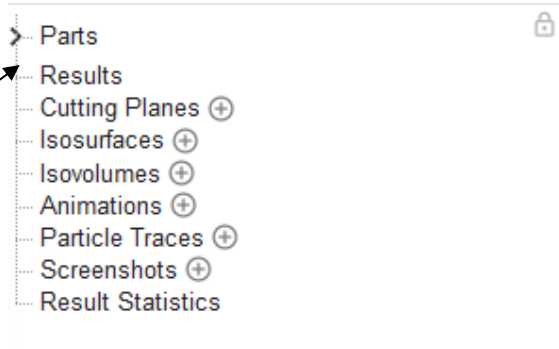 Parts
Results
Cutting Planes
Isosurfaces
Isovolumes
Animations
Particle Traces
Screenshots
Result Statistics